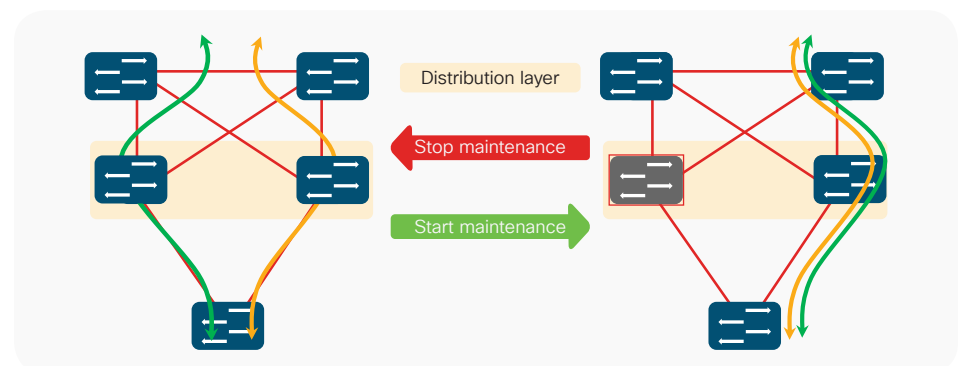 Distribution layer
Stop maintenance
Start maintenance